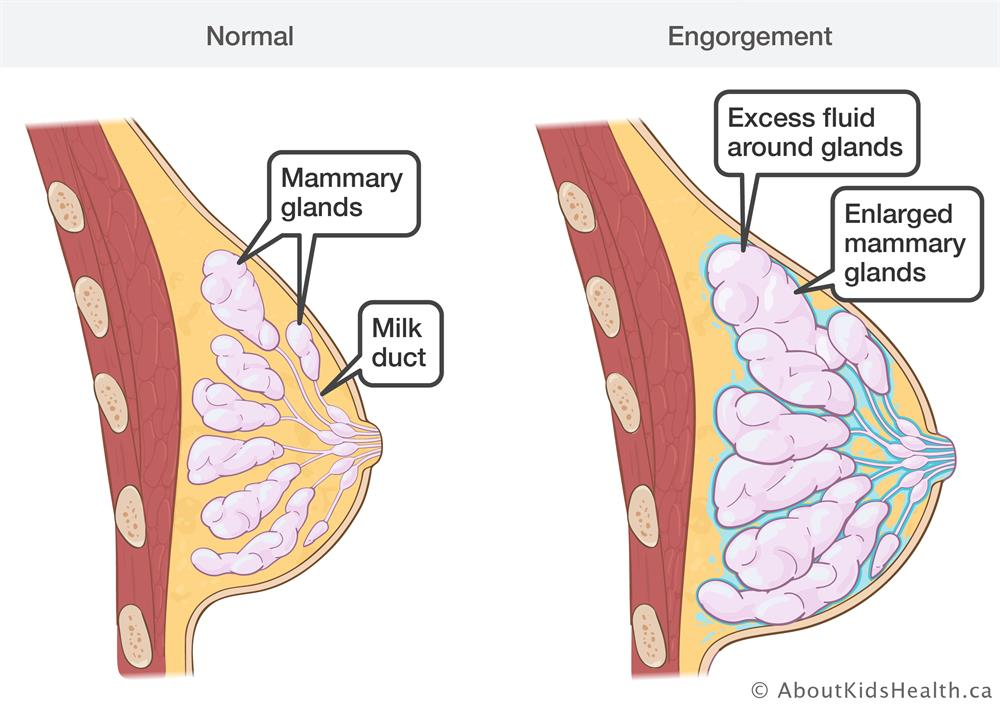 Normal
Mammary
glands
Milk
duct
Engorgement
Excess fluid
around glands
Enlarged
mammary
glands
© AboutKidsHealth.ca